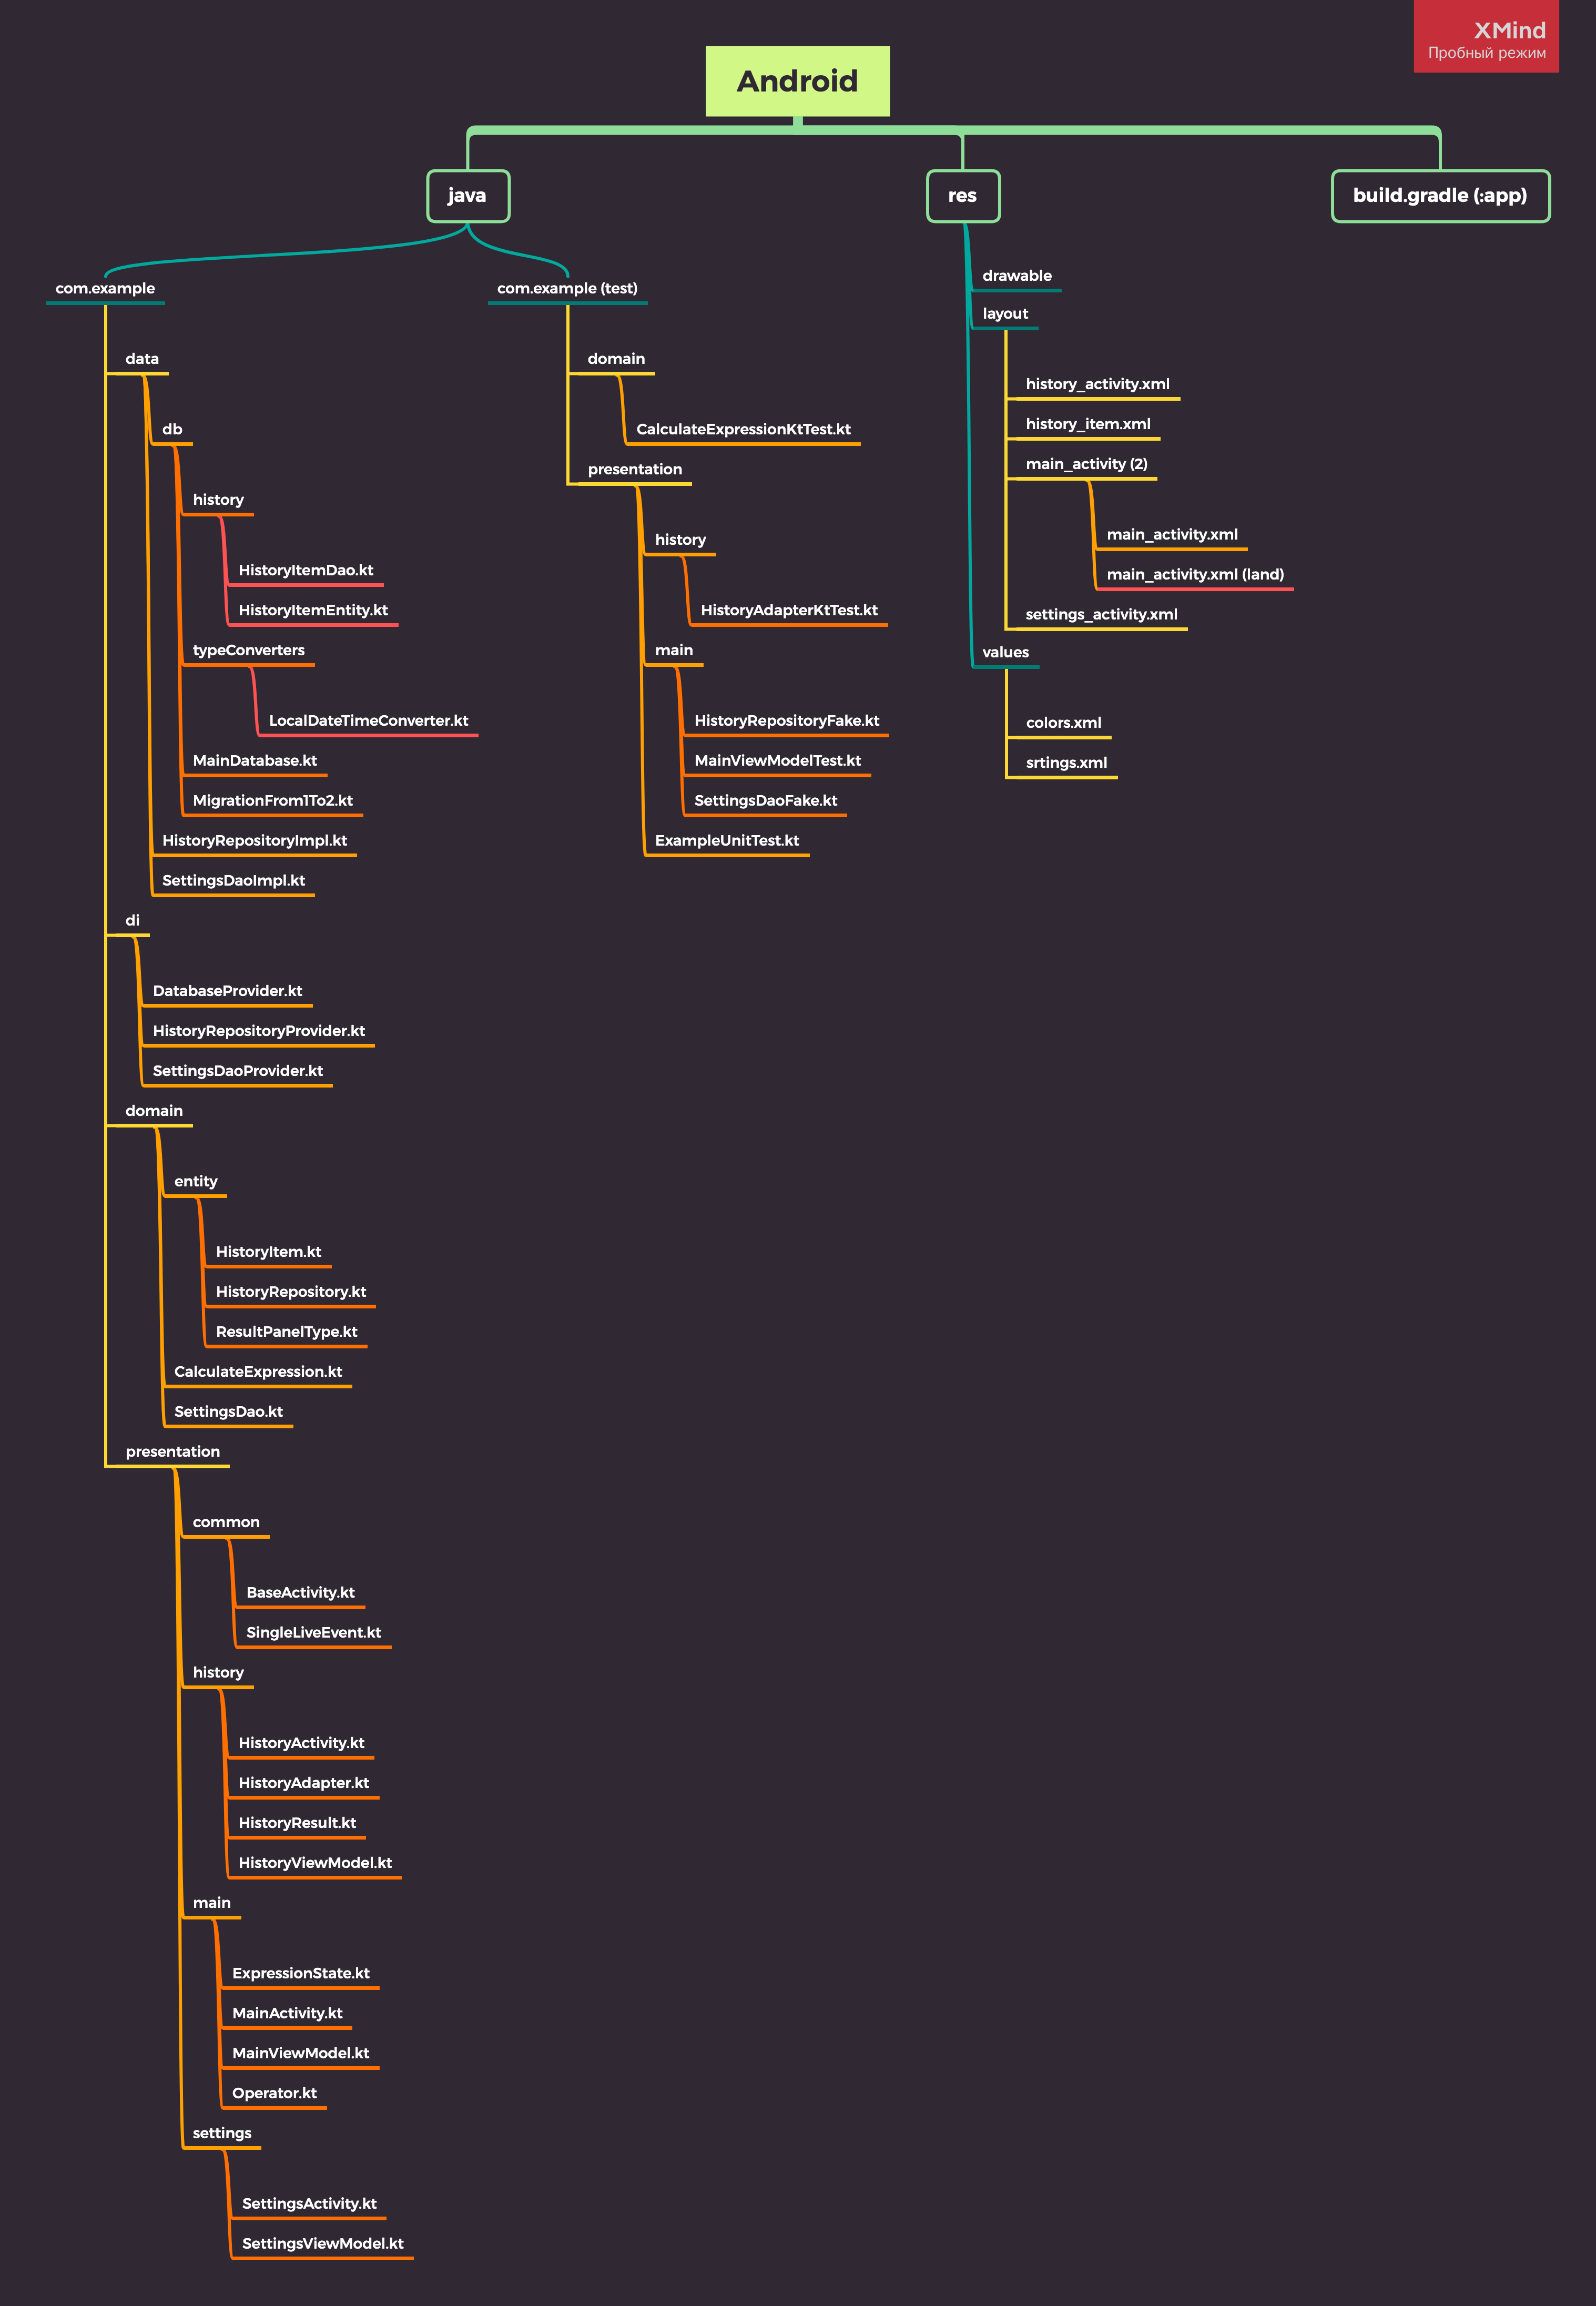 XMind
Пробный режим
Android
java
res
build.gradle (:app)
com.example
data
db
history
HistoryItemDao.kt
HistoryItemEntity.kt
typeConverters
LocalDateTimeConverter.kt
MainDatabase.kt
MigrationFrom1To2.kt
HistoryRepositoryImpl.kt
SettingsDaoImpl.kt
di
DatabaseProvider.kt
HistoryRepositoryProvider.kt
SettingsDaoProvider.kt
domain
entity
HistoryItem.kt
HistoryRepository.kt
ResultPanelType.kt
CalculateExpression.kt
SettingsDao.kt
presentation
common
BaseActivity.kt
SingleLiveEvent.kt
history
HistoryActivity.kt
HistoryAdapter.kt
HistoryResult.kt
HistoryViewModel.kt
main
ExpressionState.kt
MainActivity.kt
MainViewModel.kt
Operator.kt
settings
SettingsActivity.kt
SettingsViewModel.kt
com.example (test)
domain
CalculateExpressionKtTest.kt
presentation
history
HistoryAdapterKtTest.kt
main
HistoryRepositoryFake.kt
MainViewModelTest.kt
SettingsDaoFake.kt
ExampleUnitTest.kt
drawable
layout
history_activity.xml
history_item.xml
main_activity (2)
main_activity.xml
main_activity.xml (land)
settings_activity.xml
values
colors.xml
srtings.xml